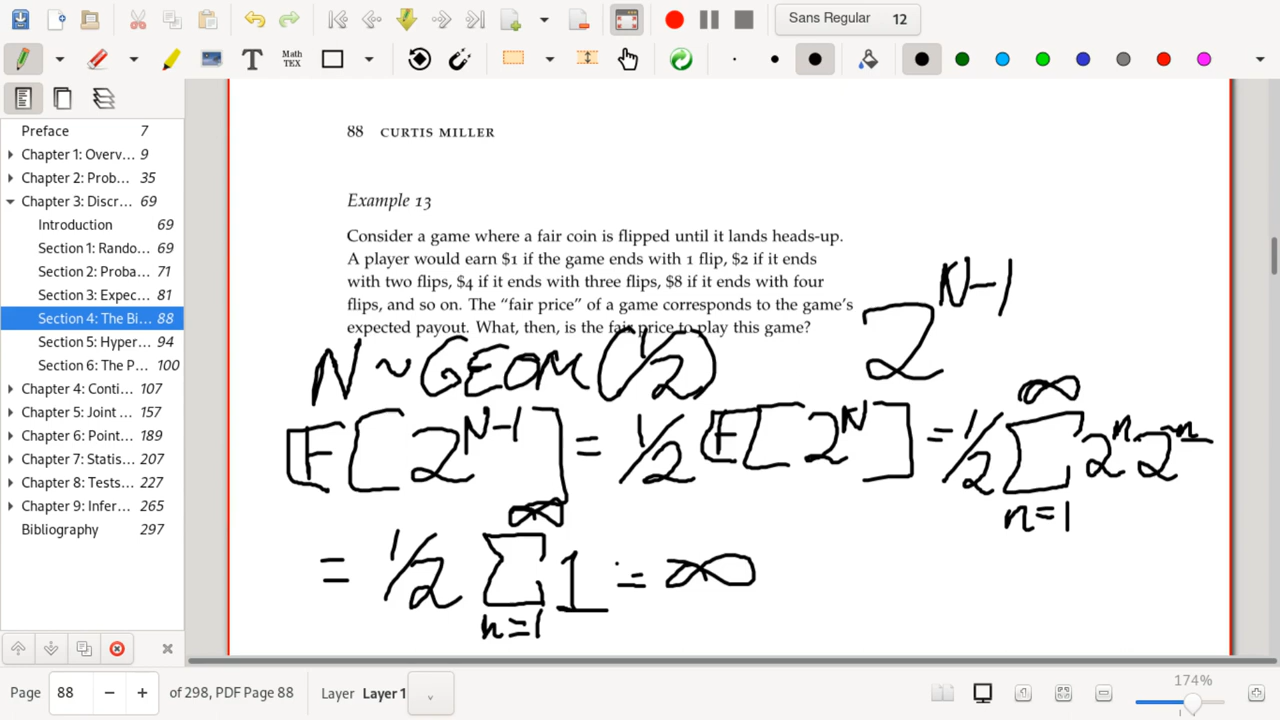 Sans Regular 12
T Math TEX
Preface 7
Chapter 1: Overv... 9
Chapter 2: Prob... 35
Chapter 3: Discr... 69
Introduction 69
Section 1: Rando... 69
Section 2: Proba... 71
Section 3: Expec... 81
Section 4: The Bi... 88
Section 5: Hyper... 94
Section 6: The P... 100
Chapter 4: Conti... 107
Chapter 5: Joint ... 157
Chapter 6: Point... 189
Chapter 7: Statis... 207
Chapter 8: Tests... 227
Chapter 9: Infer... 265
Bibliography 297
88 CURTIS MILLER
Example 13
Consider a game where a fair coin is flipped until it lands heads-up.
A player would earn $1 if the game ends with 1 flip, $2 if it ends
with two flips, $4 if it ends with three flips, $8 if it ends with four
flips, and so on. The “fair price” of a game corresponds to the game’s
expected payout. What, then, is the fair price to play this game?
2^{N-1}
N ~ GEOM(1/2)
𝔼[2^{N-1}] = 1/2 𝔼[2^N] = 1/2 ∑_{n=1}^{∞} 2^n 2^{-n}
= 1/2 ∑_{n=1}^{∞} 1 = ∞
Page 88 of 298, PDF Page 88 Layer Layer 1 174%